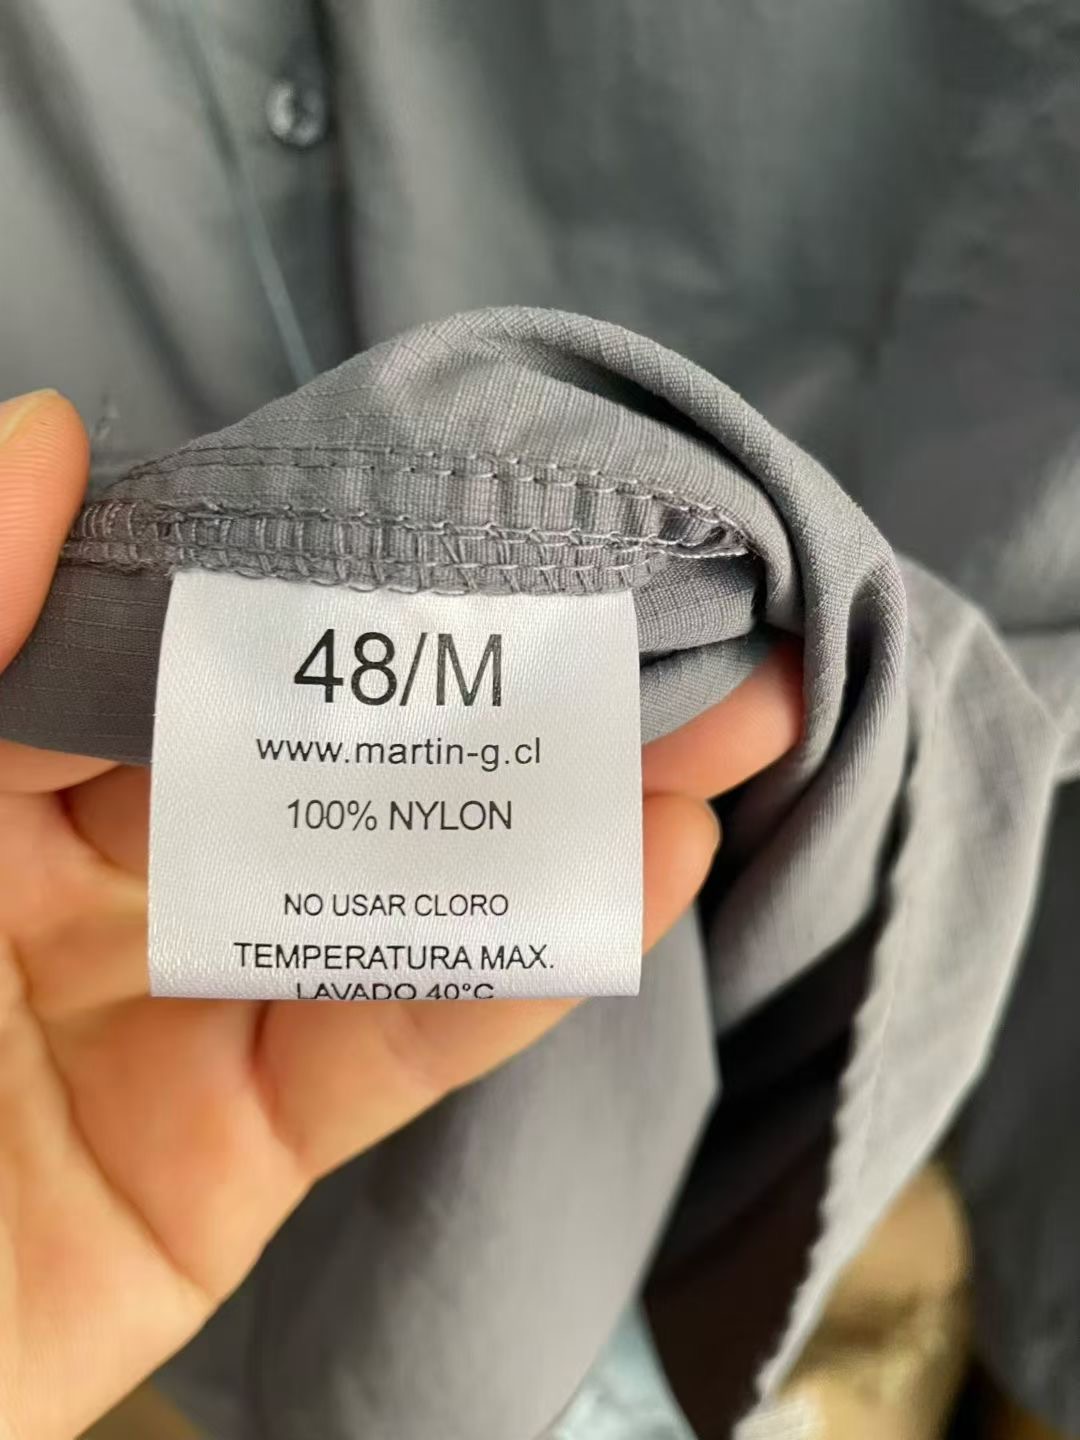 48/M
www.martin-g.cl
100% NYLON
NO USAR CLORO
TEMPERATURA MAX.
LAVADO 40°C